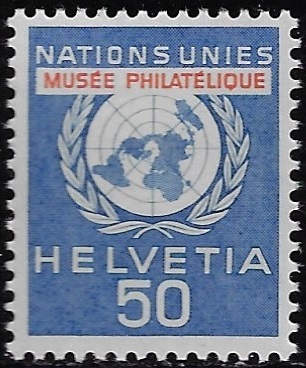 NATIONS UNIES
MUSÉE PHILATÉLIQUE
HELVETIA
50